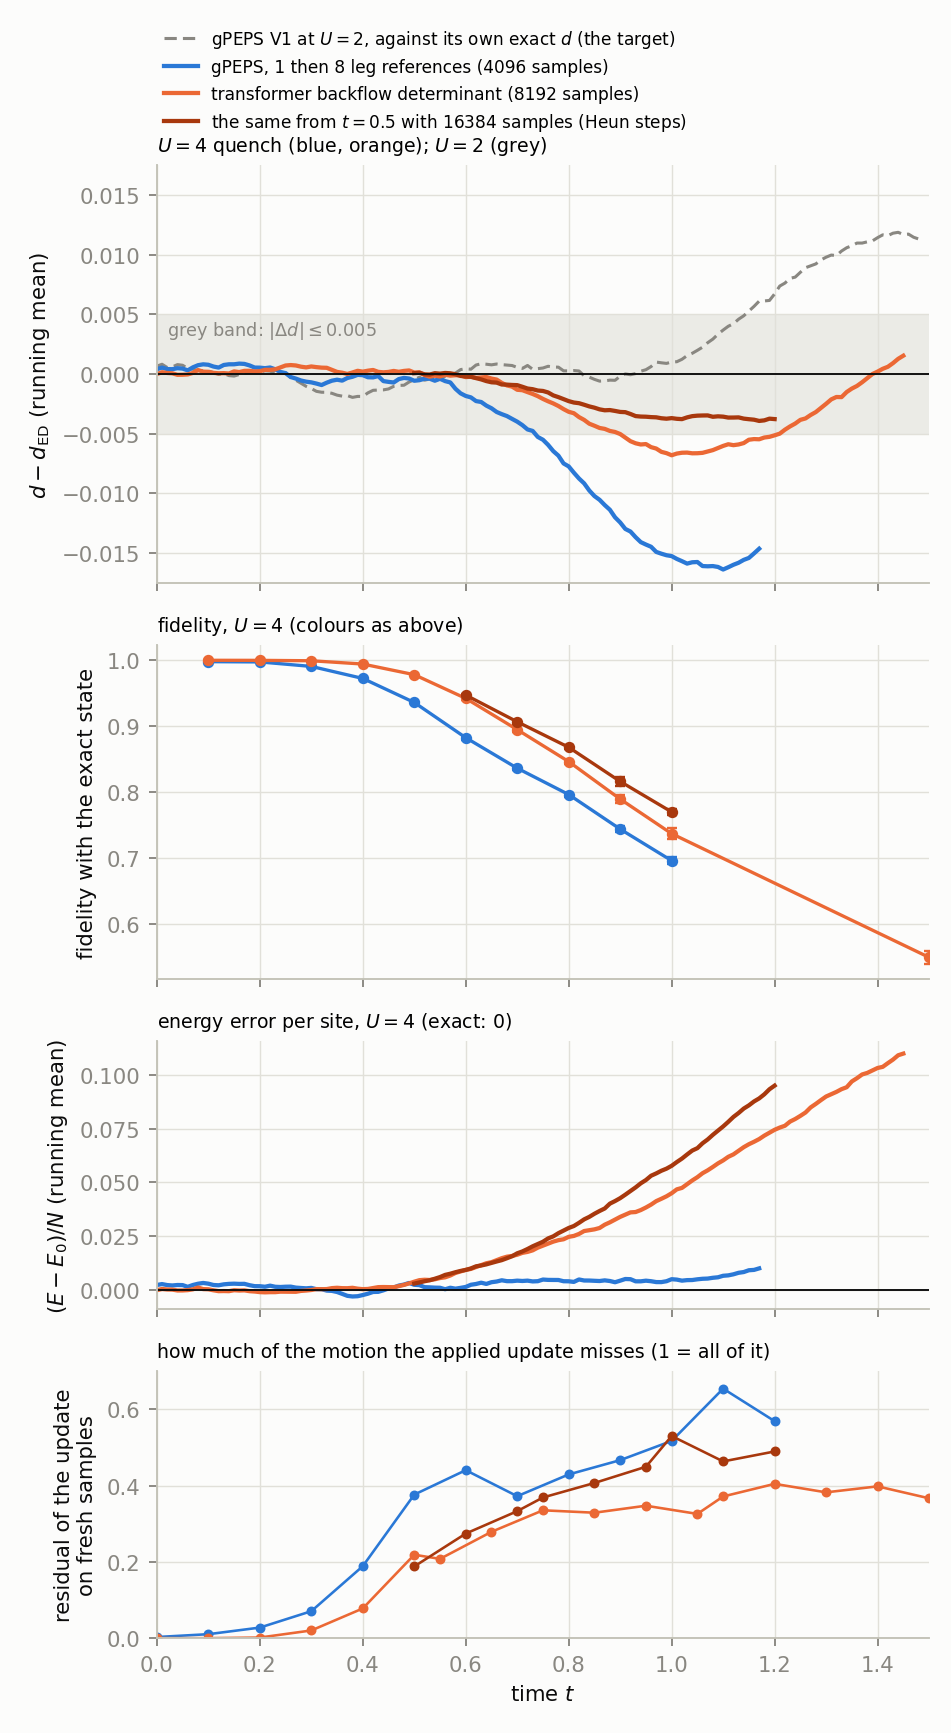 gPEPS V1 at U = 2, against its own exact d (the target)
gPEPS, 1 then 8 leg references (4096 samples)
transformer backflow determinant (8192 samples)
the same from t = 0.5 with 16384 samples (Heun steps)
U = 4 quench (blue, orange); U = 2 (grey)
d − d_ED (running mean)
0.015
0.010
0.005
0.000
−0.005
−0.010
−0.015
grey band: |Δd| ≤ 0.005
fidelity, U = 4 (colours as above)
fidelity with the exact state
1.0
0.9
0.8
0.7
0.6
energy error per site, U = 4 (exact: 0)
(E − E₀)/N (running mean)
0.100
0.075
0.050
0.025
0.000
how much of the motion the applied update misses (1 = all of it)
residual of the update
on fresh samples
0.6
0.4
0.2
0.0
0.0 0.2 0.4 0.6 0.8 1.0 1.2 1.4
time t